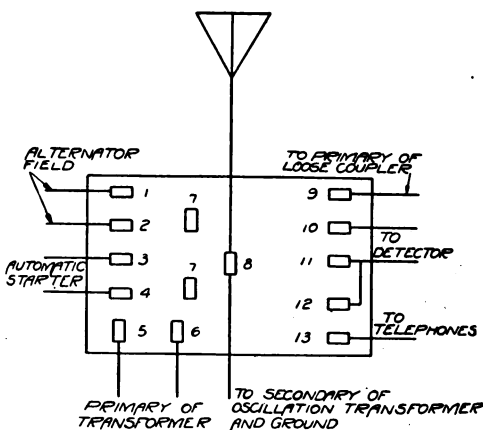 ALTERNATOR
FIELD
TO PRIMARY OF
LOOSE COUPLER
1
7
9
2
10
TO
DETECTOR
3
8
11
AUTOMATIC
STARTER
7
4
12
5
6
13
TO
TELEPHONES
PRIMARY OF
TRANSFORMER
TO SECONDARY OF
OSCILLATION TRANSFORMER
AND GROUND